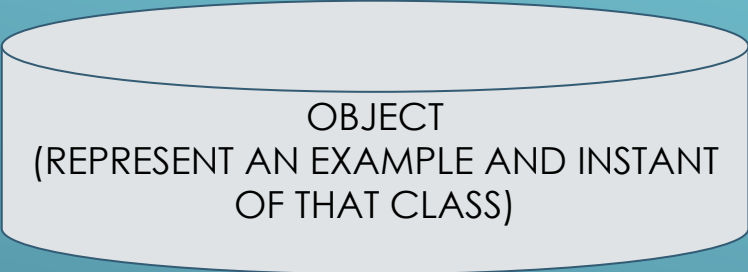 OBJECT
(REPRESENT AN EXAMPLE AND INSTANT
OF THAT CLASS)